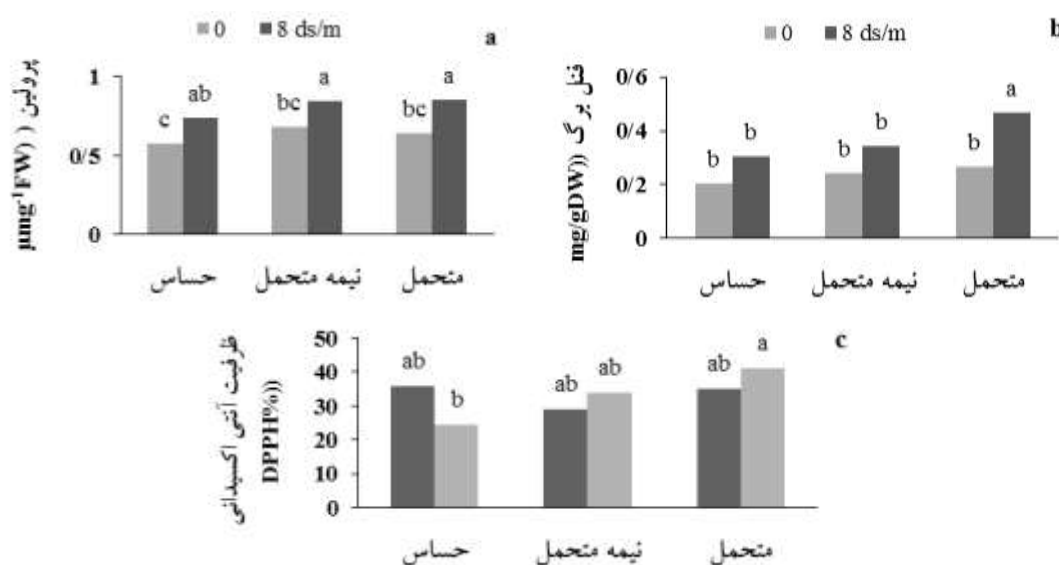 0 8 ds/m
a
پرولین ( (µmg⁻¹FW
1
0/5
0
c ab bc a bc a
حساس نیمه متحمل متحمل
0 8 ds/m
b
فنل برگ ((mg/gDW
0/6
0/4
0/2
0
b b b b b a
حساس نیمه متحمل متحمل
c
ظرفیت آنتی اکسیدانی
DPPH%))
50
40
30
20
10
0
ab b ab ab ab a
حساس نیمه متحمل متحمل